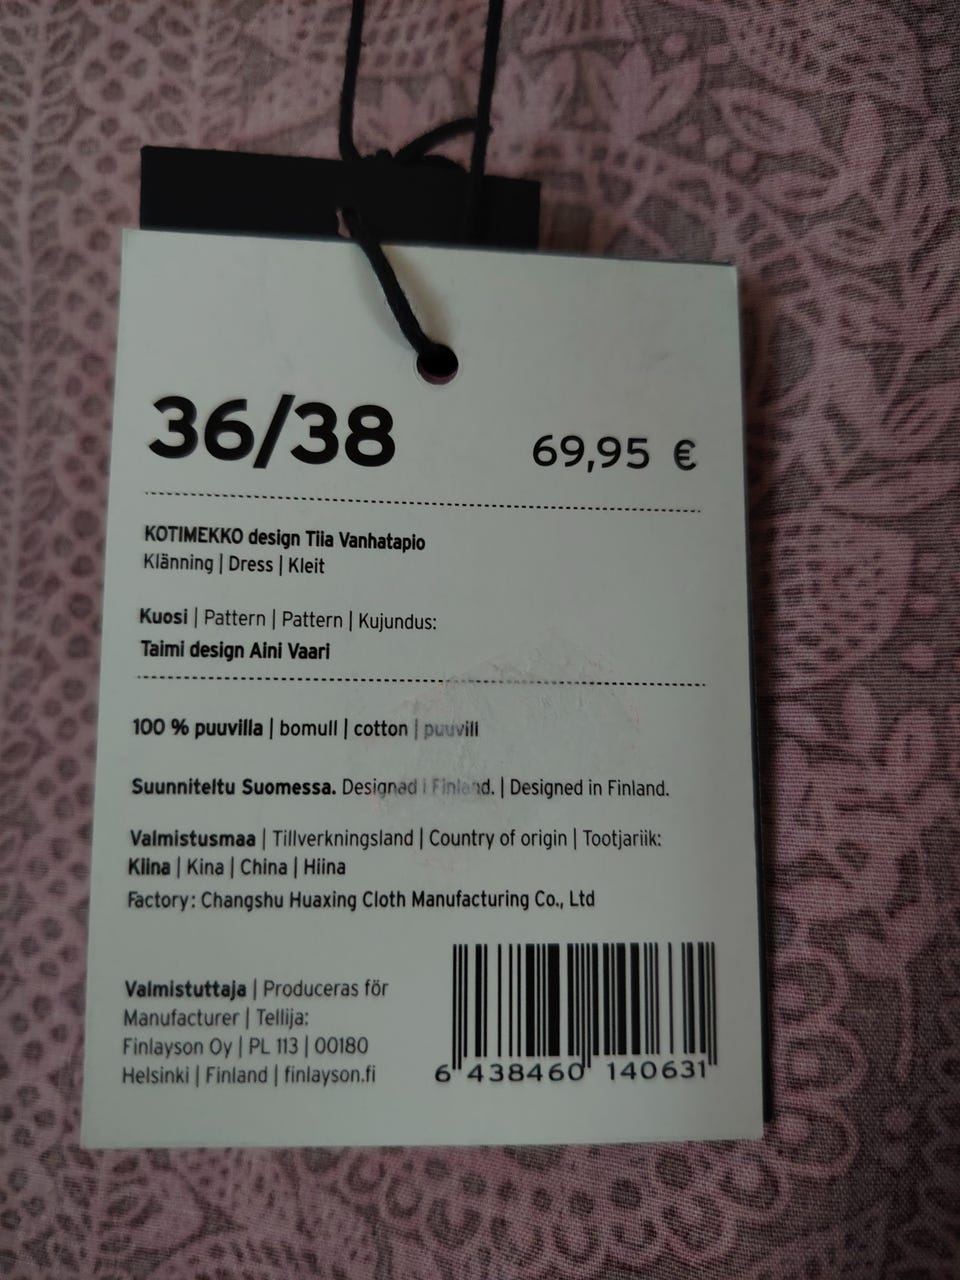 36/38
69,95 €
KOTIMEKKO design Tiia Vanhatapio
Klänning | Dress | Kleit
Kuosi | Pattern | Pattern | Kujundus:
Taimi design Aini Vaari
100 % puuvilla | bomull | cotton | puuvill
Suunniteltu Suomessa. Designad i Finland. | Designed in Finland.
Valmistusmaa | Tillverkningsland | Country of origin | Tootjariik:
Kiina | Kina | China | Hiina
Factory: Changshu Huaxing Cloth Manufacturing Co., Ltd
Valmistuttaja | Produceras för
Manufacturer | Tellija:
Finlayson Oy | PL 113 | 00180
Helsinki | Finland | finlayson.fi
6 438460 140631